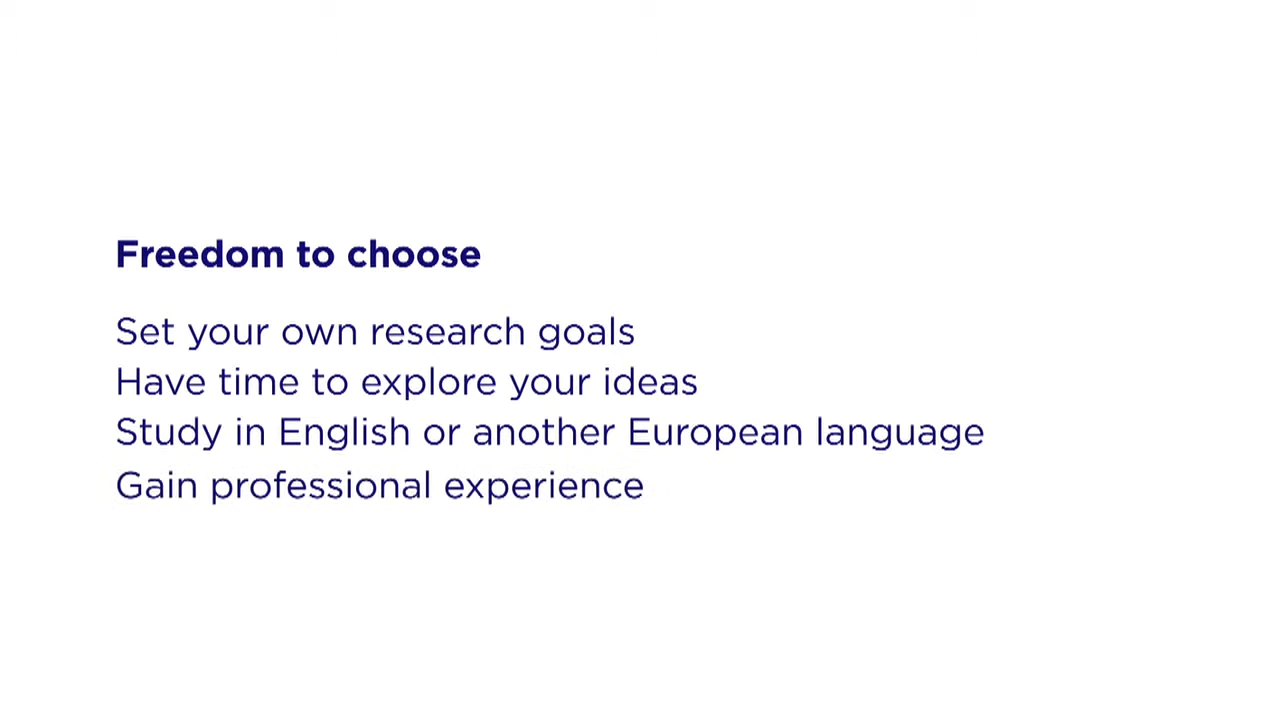 Freedom to choose
Set your own research goals
Have time to explore your ideas
Study in English or another European language
Gain professional experience